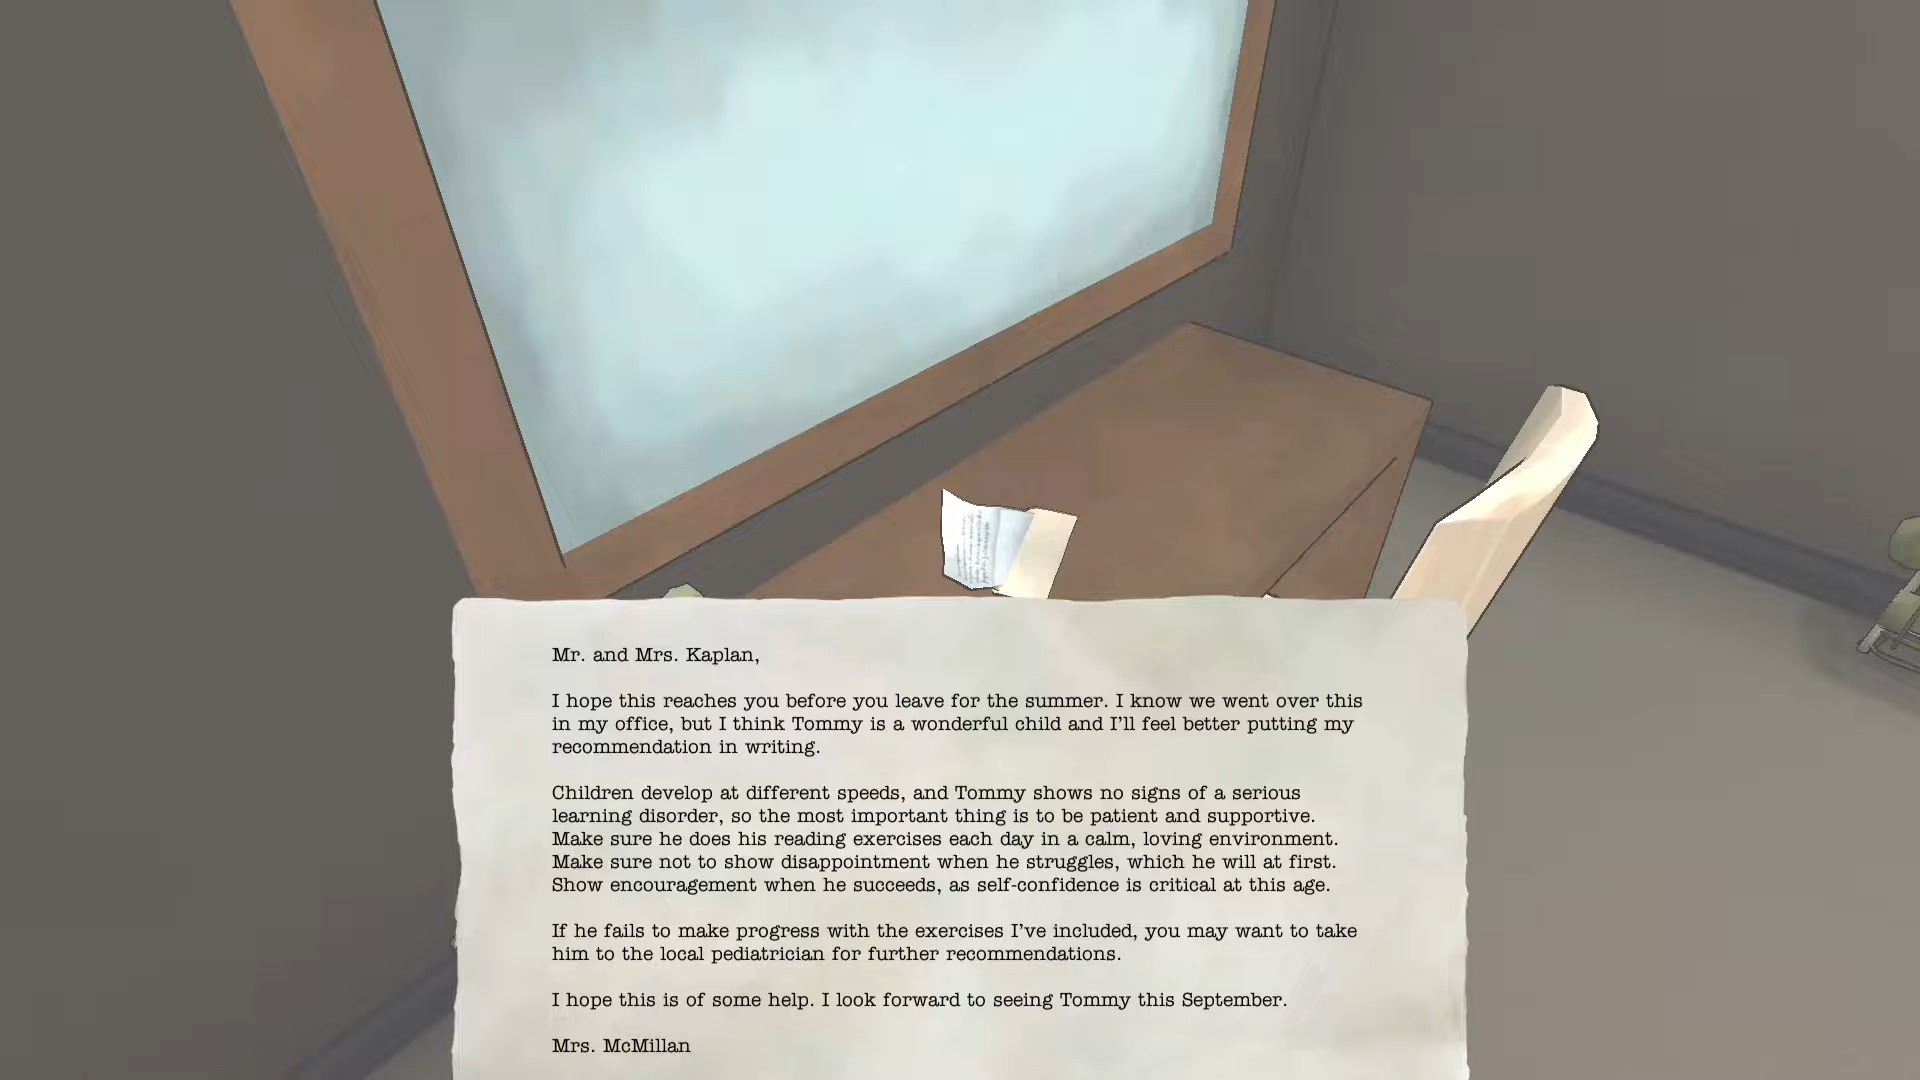 Mr. and Mrs. Kaplan,
I hope this reaches you before you leave for the summer. I know we went over this
in my office, but I think Tommy is a wonderful child and I'll feel better putting my
recommendation in writing.
Children develop at different speeds, and Tommy shows no signs of a serious
learning disorder, so the most important thing is to be patient and supportive.
Make sure he does his reading exercises each day in a calm, loving environment.
Make sure not to show disappointment when he struggles, which he will at first.
Show encouragement when he succeeds, as self-confidence is critical at this age.
If he fails to make progress with the exercises I've included, you may want to take
him to the local pediatrician for further recommendations.
I hope this is of some help. I look forward to seeing Tommy this September.
Mrs. McMillan